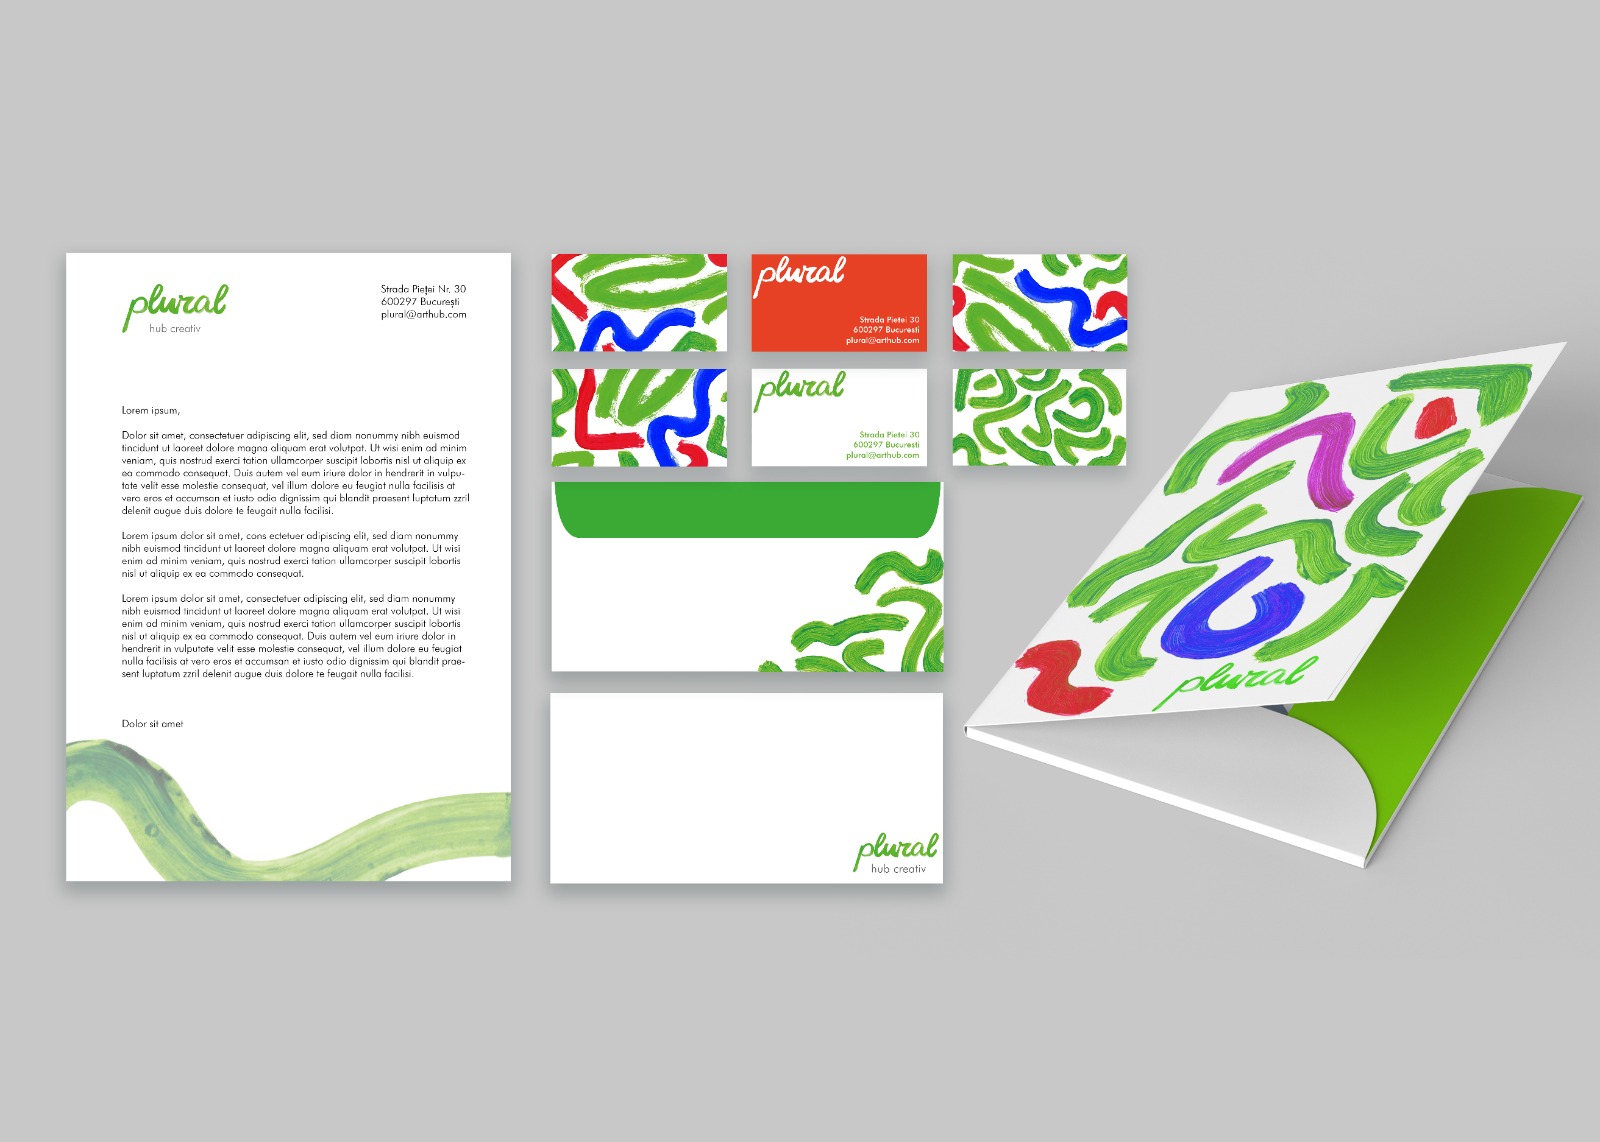 plural
hub creativ
Strada Pieței Nr. 30
600297 București
plural@arthub.com
Lorem ipsum,
Dolor sit amet, consectetuer adipiscing elit, sed diam nonummy nibh euismod
tincidunt ut laoreet dolore magna aliquam erat volutpat. Ut wisi enim ad minim
veniam, quis nostrud exerci tation ullamcorper suscipit lobortis nisl ut aliquip ex
ea commodo consequat. Duis autem vel eum iriure dolor in hendrerit in vulpu-
tate velit esse molestie consequat, vel illum dolore eu feugiat nulla facilisis at
vero eros et accumsan et iusto odio dignissim qui blandit praesent luptatum zzril
delenit augue duis dolore te feugait nulla facilisi.
Lorem ipsum dolor sit amet, cons ectetuer adipiscing elit, sed diam nonummy
nibh euismod tincidunt ut laoreet dolore magna aliquam erat volutpat. Ut wisi
enim ad minim veniam, quis nostrud exerci tation ullamcorper suscipit lobortis
nisl ut aliquip ex ea commodo consequat.
Lorem ipsum dolor sit amet, consectetuer adipiscing elit, sed diam nonummy
nibh euismod tincidunt ut laoreet dolore magna aliquam erat volutpat. Ut wisi
enim ad minim veniam, quis nostrud exerci tation ullamcorper suscipit lobortis
nisl ut aliquip ex ea commodo consequat. Duis autem vel eum iriure dolor in
hendrerit in vulputate velit esse molestie consequat, vel illum dolore eu feugiat
nulla facilisis at vero eros et accumsan et iusto odio dignissim qui blandit prae-
sent luptatum zzril delenit augue duis dolore te feugait nulla facilisi.
Dolor sit amet
plural
Strada Pietei 30
600297 Bucuresti
plural@arthub.com
plural
Strada Pietei 30
600297 Bucuresti
plural@arthub.com
plural
hub creativ
plural